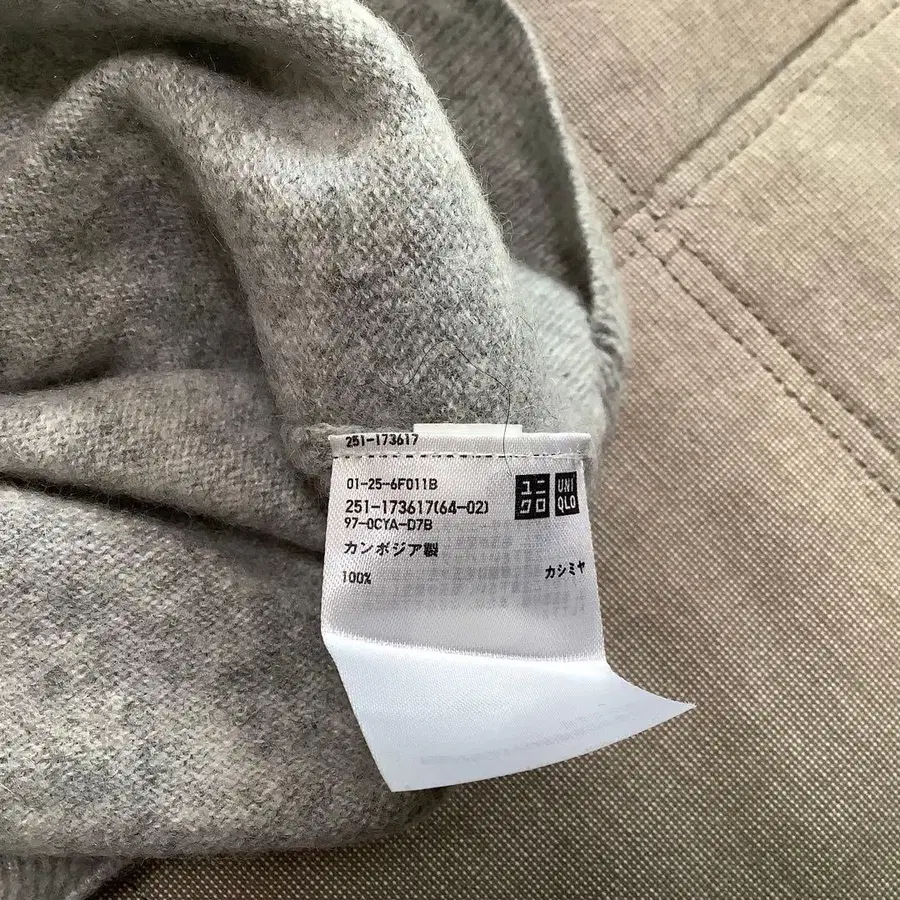 251-173617
01-25-6F011B
251-173617(64-02)
97-0CYA-D7B
ユニクロ
UNIQLO
カンボジア製
100% カシミヤ